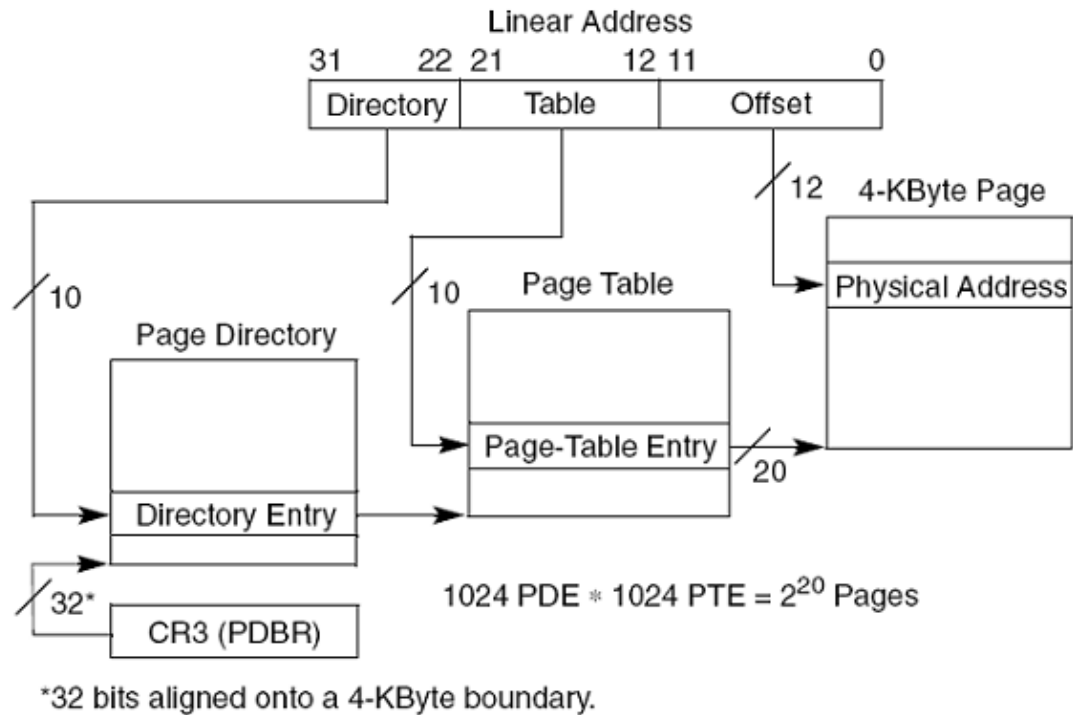 Linear Address
31 22 21 12 11 0
Directory Table Offset
12
4-KByte Page
10
10
Page Table
Physical Address
Page Directory
Page-Table Entry
20
Directory Entry
32*
1024 PDE * 1024 PTE = 2^20 Pages
CR3 (PDBR)
*32 bits aligned onto a 4-KByte boundary.